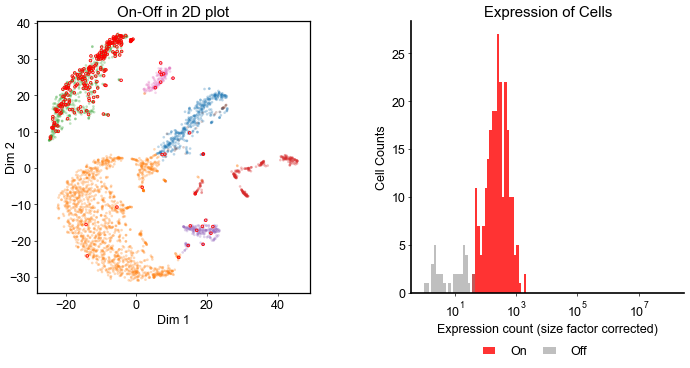 On-Off in 2D plot
Dim 2
40
30
20
10
0
−10
−20
−30
−20
0
20
40
Dim 1
Expression of Cells
Cell Counts
25
20
15
10
5
0
10^1
10^3
10^5
10^7
Expression count (size factor corrected)
On
Off